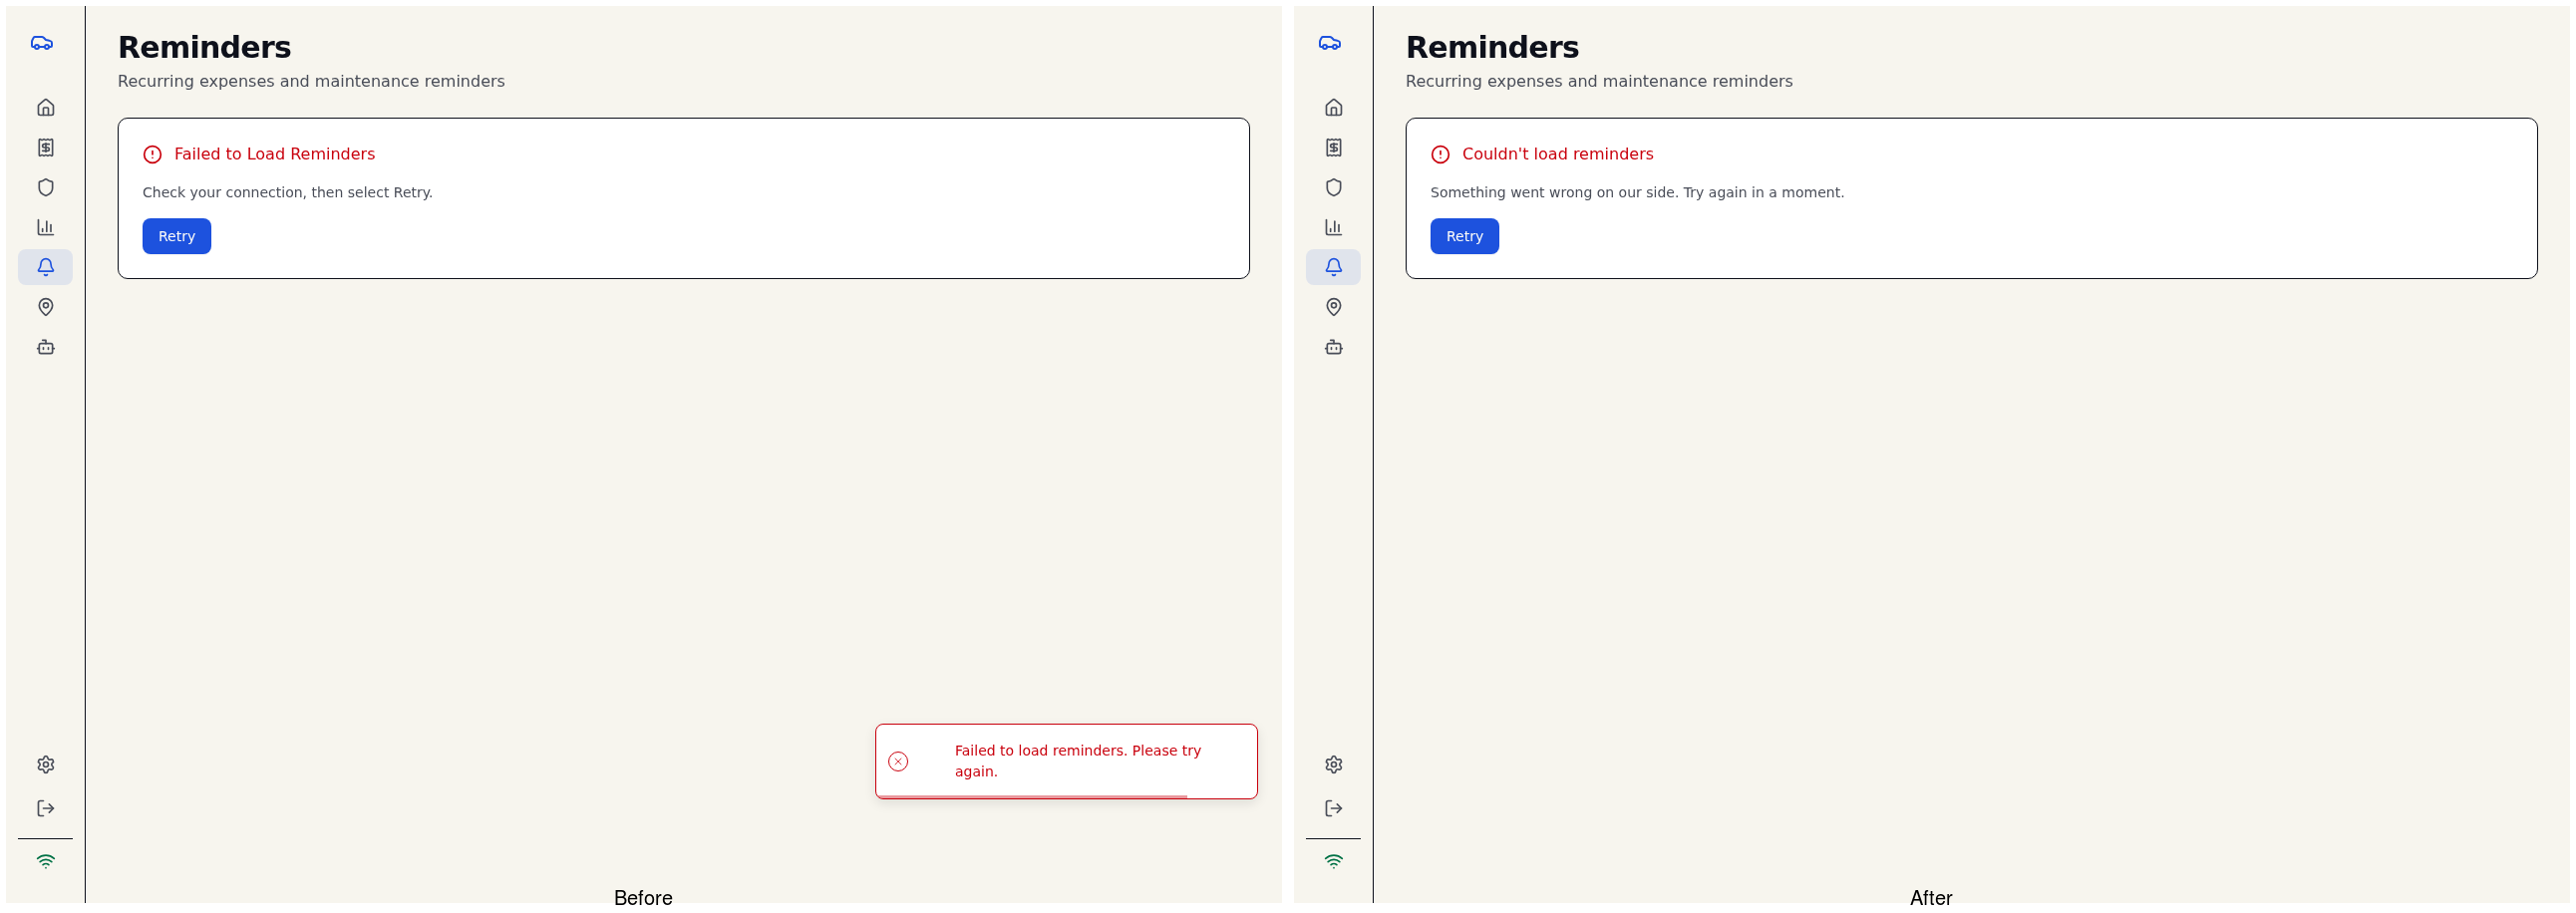 Reminders
Recurring expenses and maintenance reminders
Failed to Load Reminders
Check your connection, then select Retry.
Retry
Failed to load reminders. Please try
again.
Before
Reminders
Recurring expenses and maintenance reminders
Couldn't load reminders
Something went wrong on our side. Try again in a moment.
Retry
After